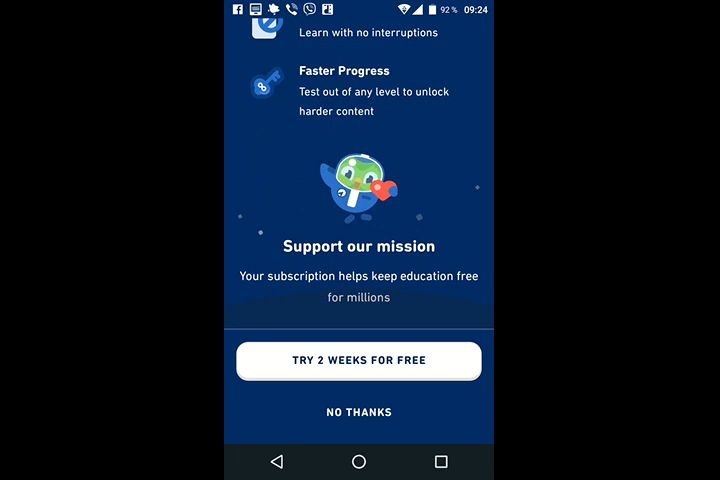 92 %
09:24
Learn with no interruptions
Faster Progress
Test out of any level to unlock
harder content
Support our mission
Your subscription helps keep education free
for millions
TRY 2 WEEKS FOR FREE
NO THANKS